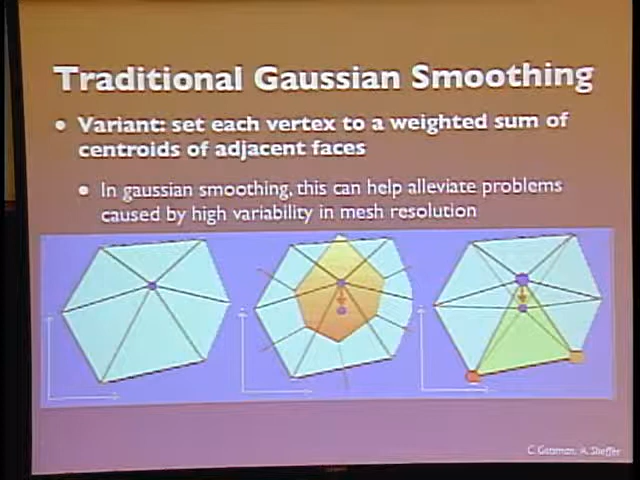 Traditional Gaussian Smoothing
• Variant: set each vertex to a weighted sum of
centroids of adjacent faces
• In gaussian smoothing, this can help alleviate problems
caused by high variability in mesh resolution
C. Gotsman, A. Sheffer